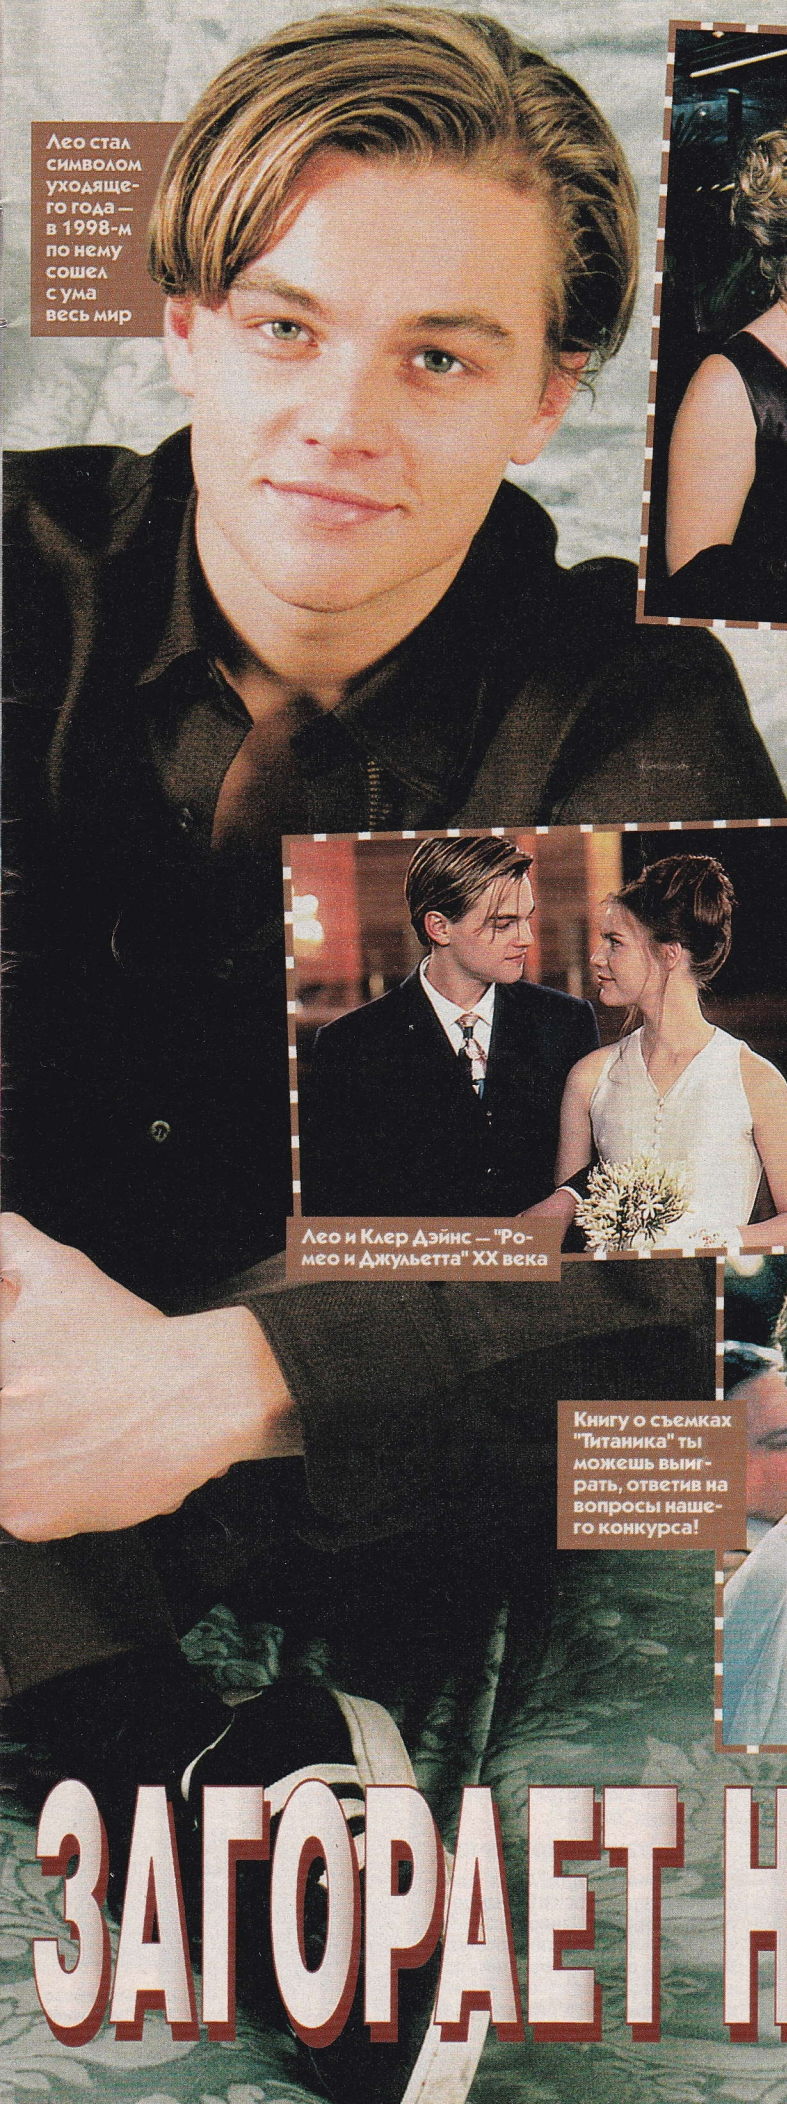 Лео стал
символом
уходяще-
го года —
в 1998-м
по нему
сошел
с ума
весь мир
Лео и Клер Дэйнс — "Ро-
мео и Джульетта" XX века
Книгу о съемках
"Титаника" ты
можешь выиг-
рать, ответив на
вопросы наше-
го конкурса!
ЗАГОРАЕТ Н